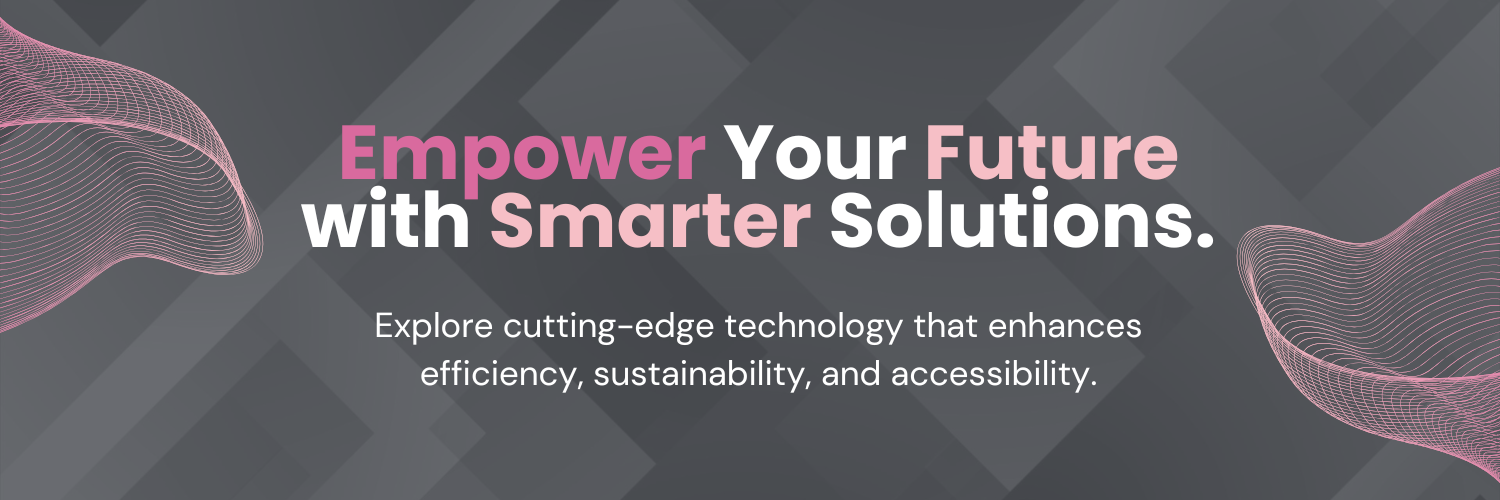 Empower Your Future
with Smarter Solutions.
Explore cutting-edge technology that enhances
efficiency, sustainability, and accessibility.